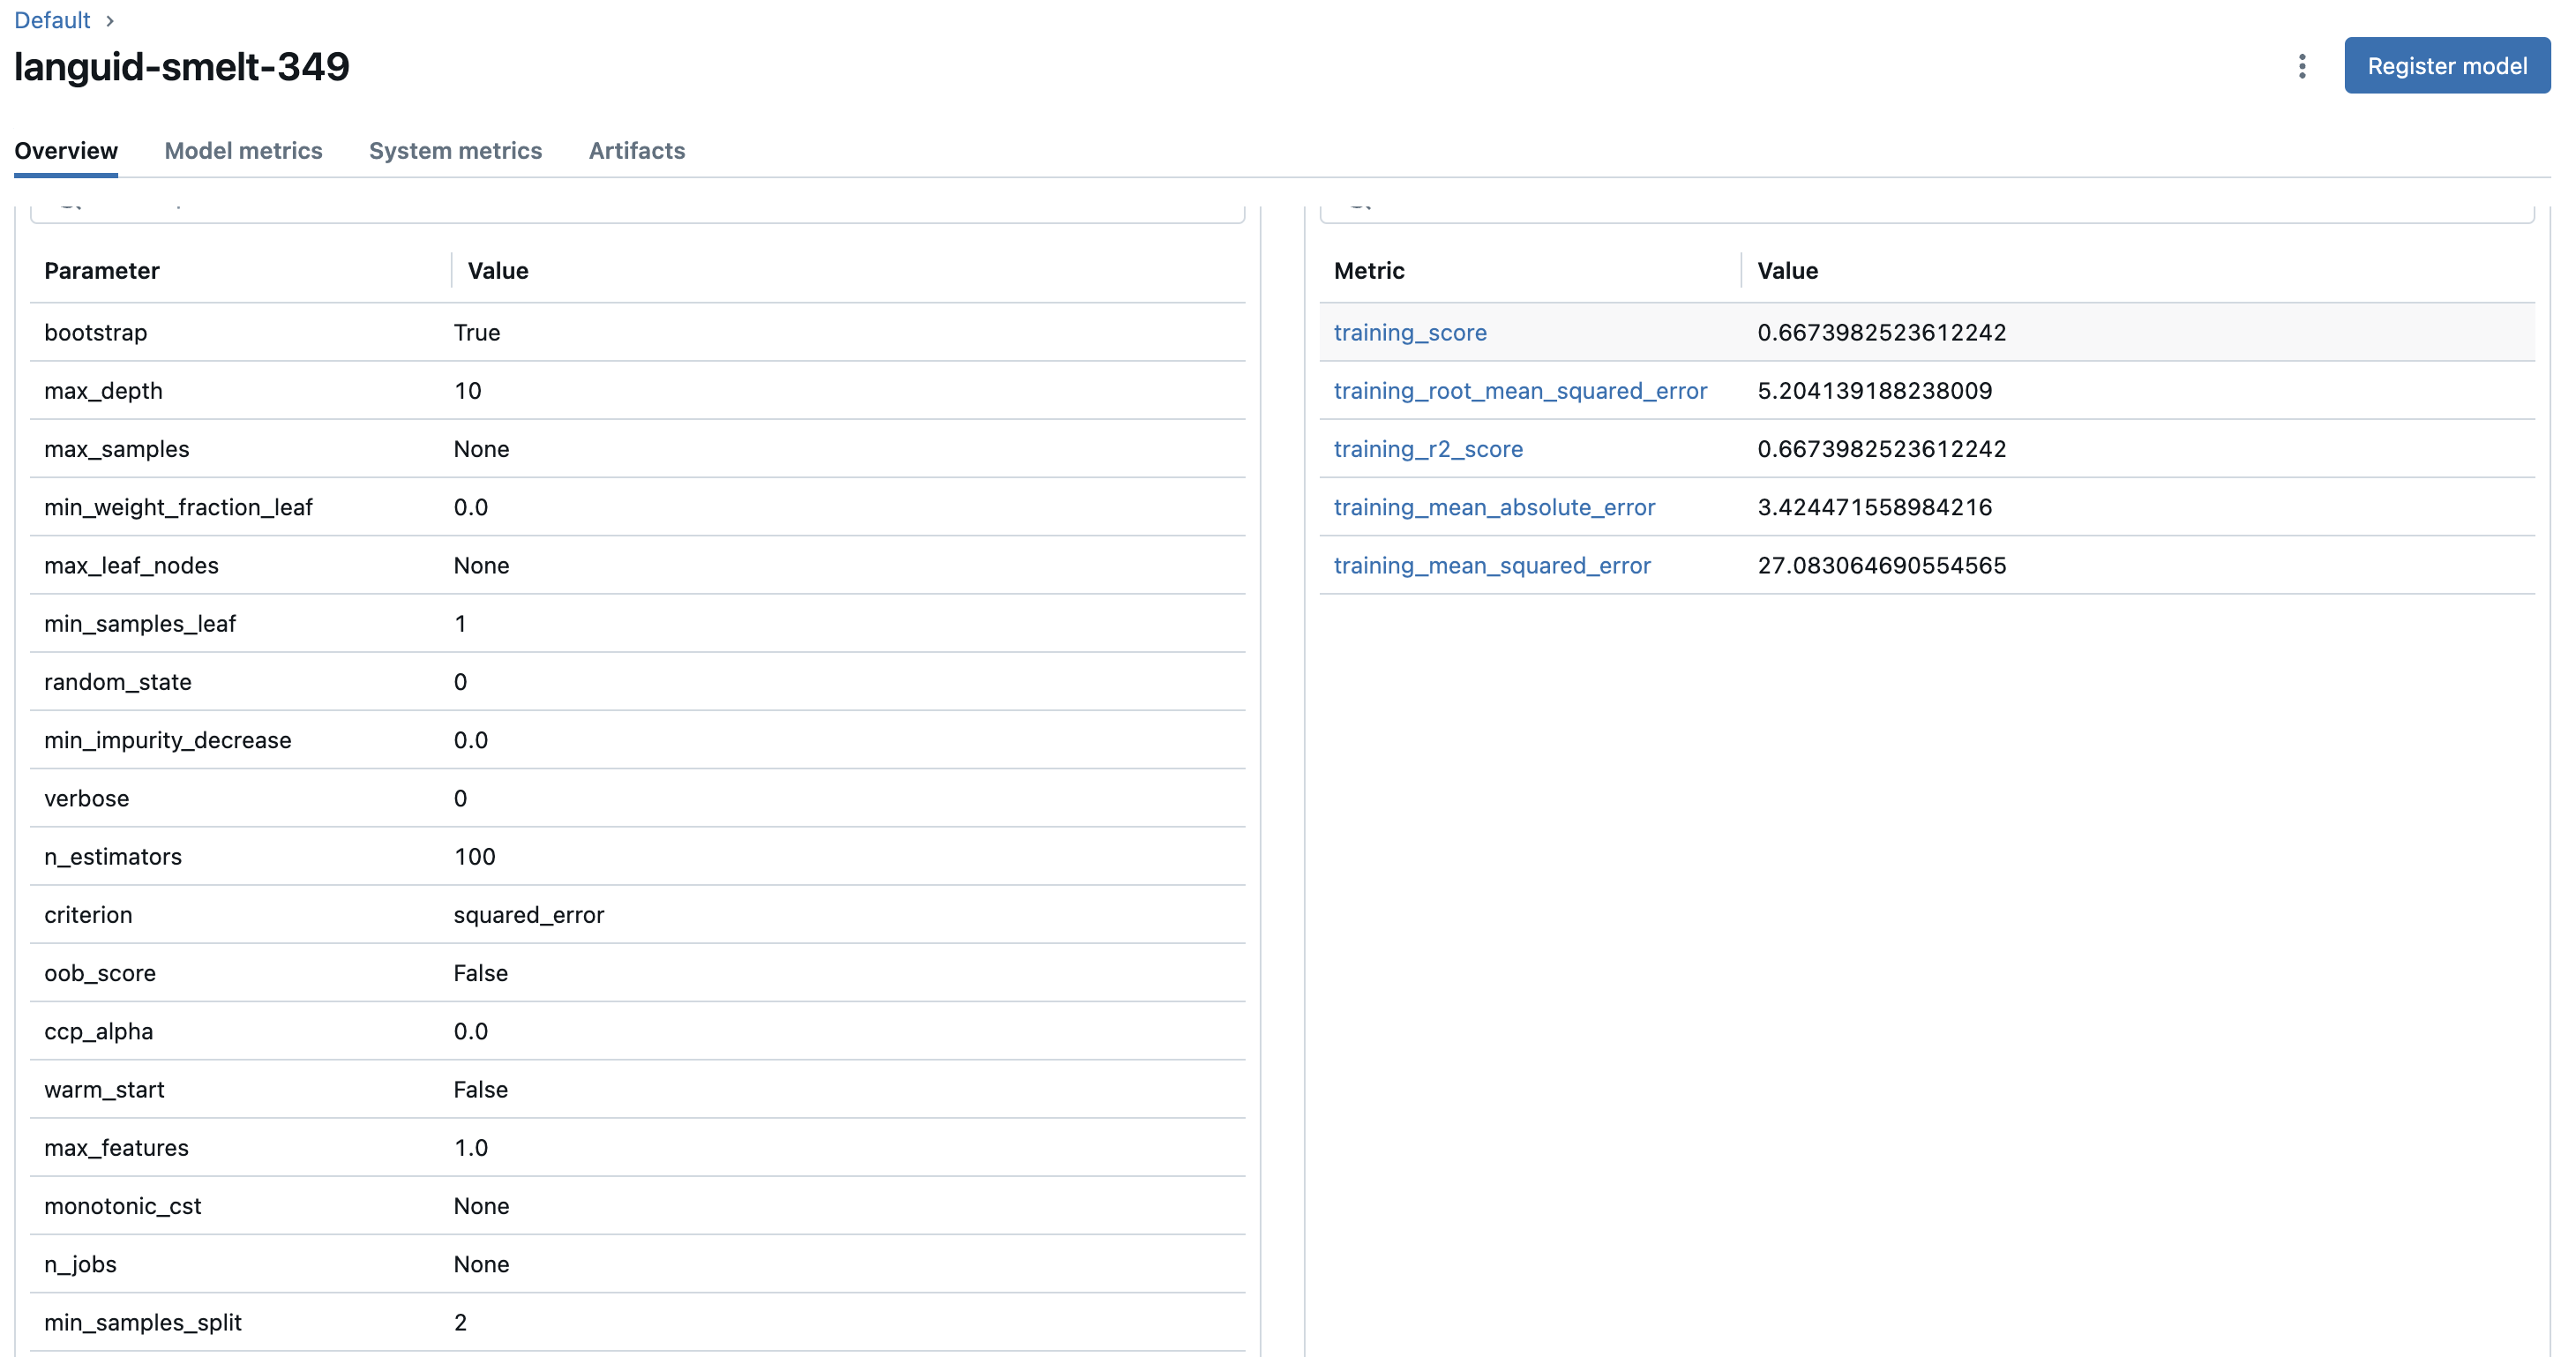 Default
languid-smelt-349
Register model
Overview Model metrics System metrics Artifacts
Parameter Value
bootstrap True
max_depth 10
max_samples None
min_weight_fraction_leaf 0.0
max_leaf_nodes None
min_samples_leaf 1
random_state 0
min_impurity_decrease 0.0
verbose 0
n_estimators 100
criterion squared_error
oob_score False
ccp_alpha 0.0
warm_start False
max_features 1.0
monotonic_cst None
n_jobs None
min_samples_split 2
Metric Value
training_score 0.6673982523612242
training_root_mean_squared_error 5.204139188238009
training_r2_score 0.6673982523612242
training_mean_absolute_error 3.424471558984216
training_mean_squared_error 27.083064690554565